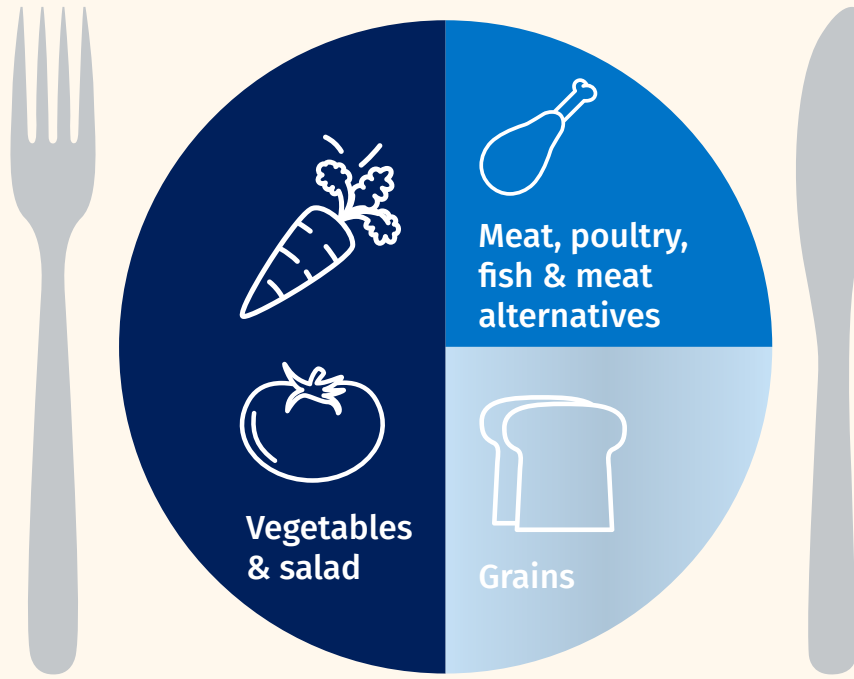 Meat, poultry,
fish & meat
alternatives
Vegetables
& salad
Grains